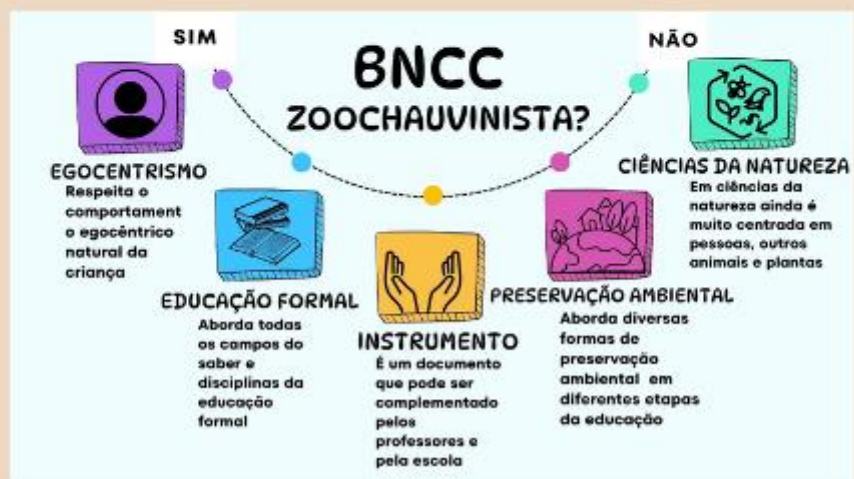 SIM
NÃO
BNCC
ZOOCHAUVINISTA?
EGOCENTRISMO
Respeita o
comportament
o egocêntrico
natural da
criança
EDUCAÇÃO FORMAL
Aborda todas
os campos do
saber e
disciplinas da
educação
formal
INSTRUMENTO
É um documento
que pode ser
complementado
pelos
professores e
pela escola
PRESERVAÇÃO AMBIENTAL
Aborda diversas
formas de
preservação
ambiental em
diferentes etapas
da educação
CIÊNCIAS DA NATUREZA
Em ciências da
natureza ainda é
muito centrada em
pessoas, outros
animais e plantas